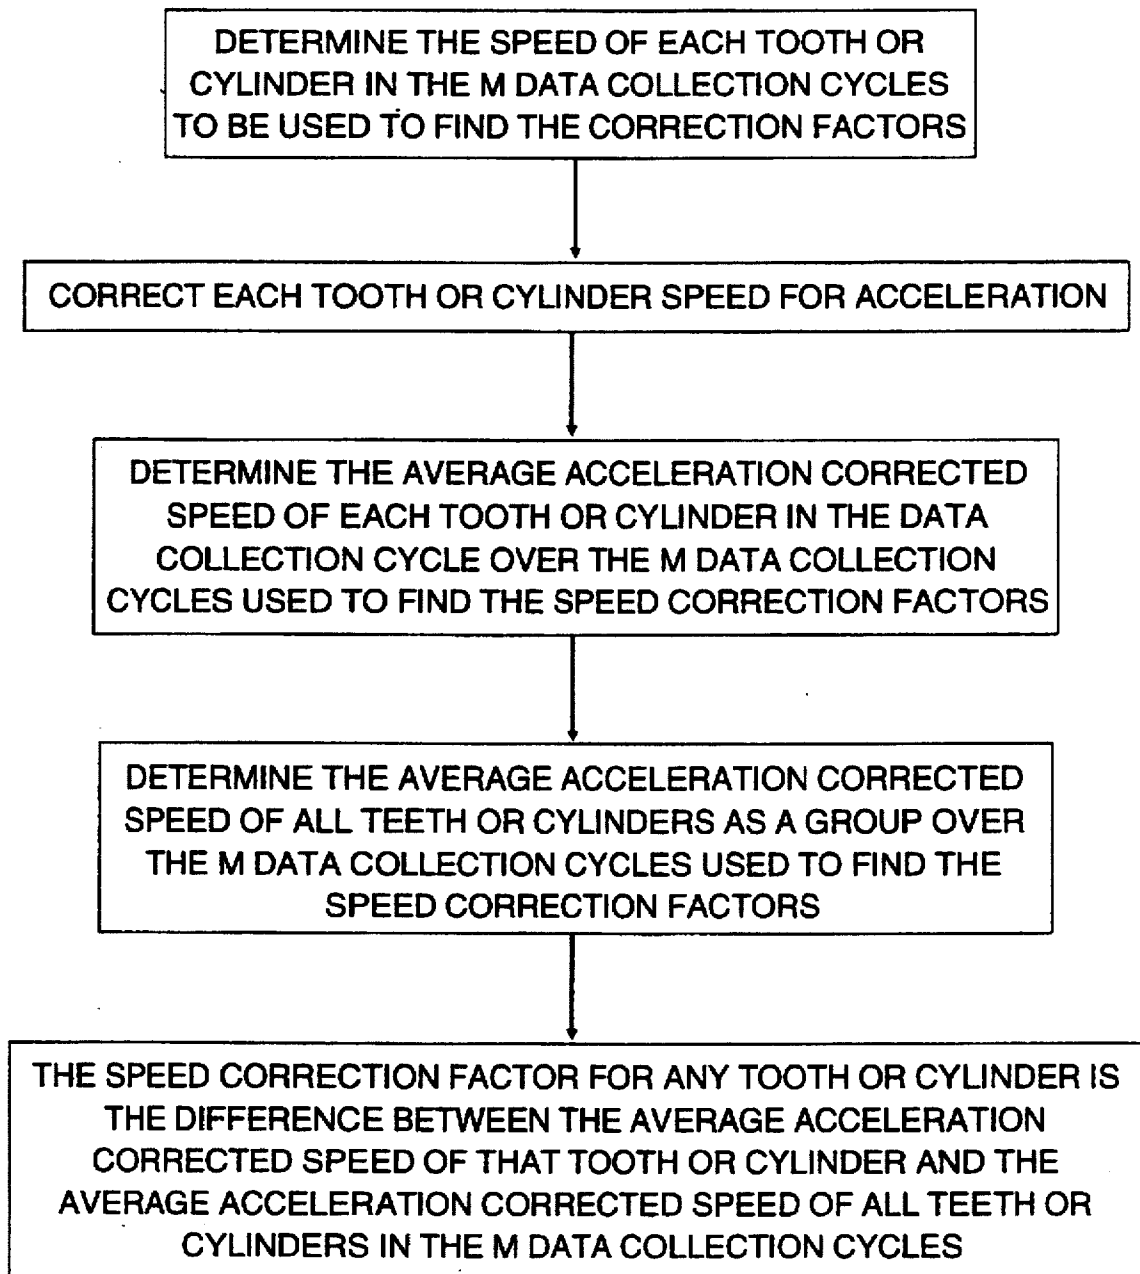 DETERMINE THE SPEED OF EACH TOOTH OR
CYLINDER IN THE M DATA COLLECTION CYCLES
TO BE USED TO FIND THE CORRECTION FACTORS
CORRECT EACH TOOTH OR CYLINDER SPEED FOR ACCELERATION
DETERMINE THE AVERAGE ACCELERATION CORRECTED
SPEED OF EACH TOOTH OR CYLINDER IN THE DATA
COLLECTION CYCLE OVER THE M DATA COLLECTION
CYCLES USED TO FIND THE SPEED CORRECTION FACTORS
DETERMINE THE AVERAGE ACCELERATION CORRECTED
SPEED OF ALL TEETH OR CYLINDERS AS A GROUP OVER
THE M DATA COLLECTION CYCLES USED TO FIND THE
SPEED CORRECTION FACTORS
THE SPEED CORRECTION FACTOR FOR ANY TOOTH OR CYLINDER IS
THE DIFFERENCE BETWEEN THE AVERAGE ACCELERATION
CORRECTED SPEED OF THAT TOOTH OR CYLINDER AND THE
AVERAGE ACCELERATION CORRECTED SPEED OF ALL TEETH OR
CYLINDERS IN THE M DATA COLLECTION CYCLES